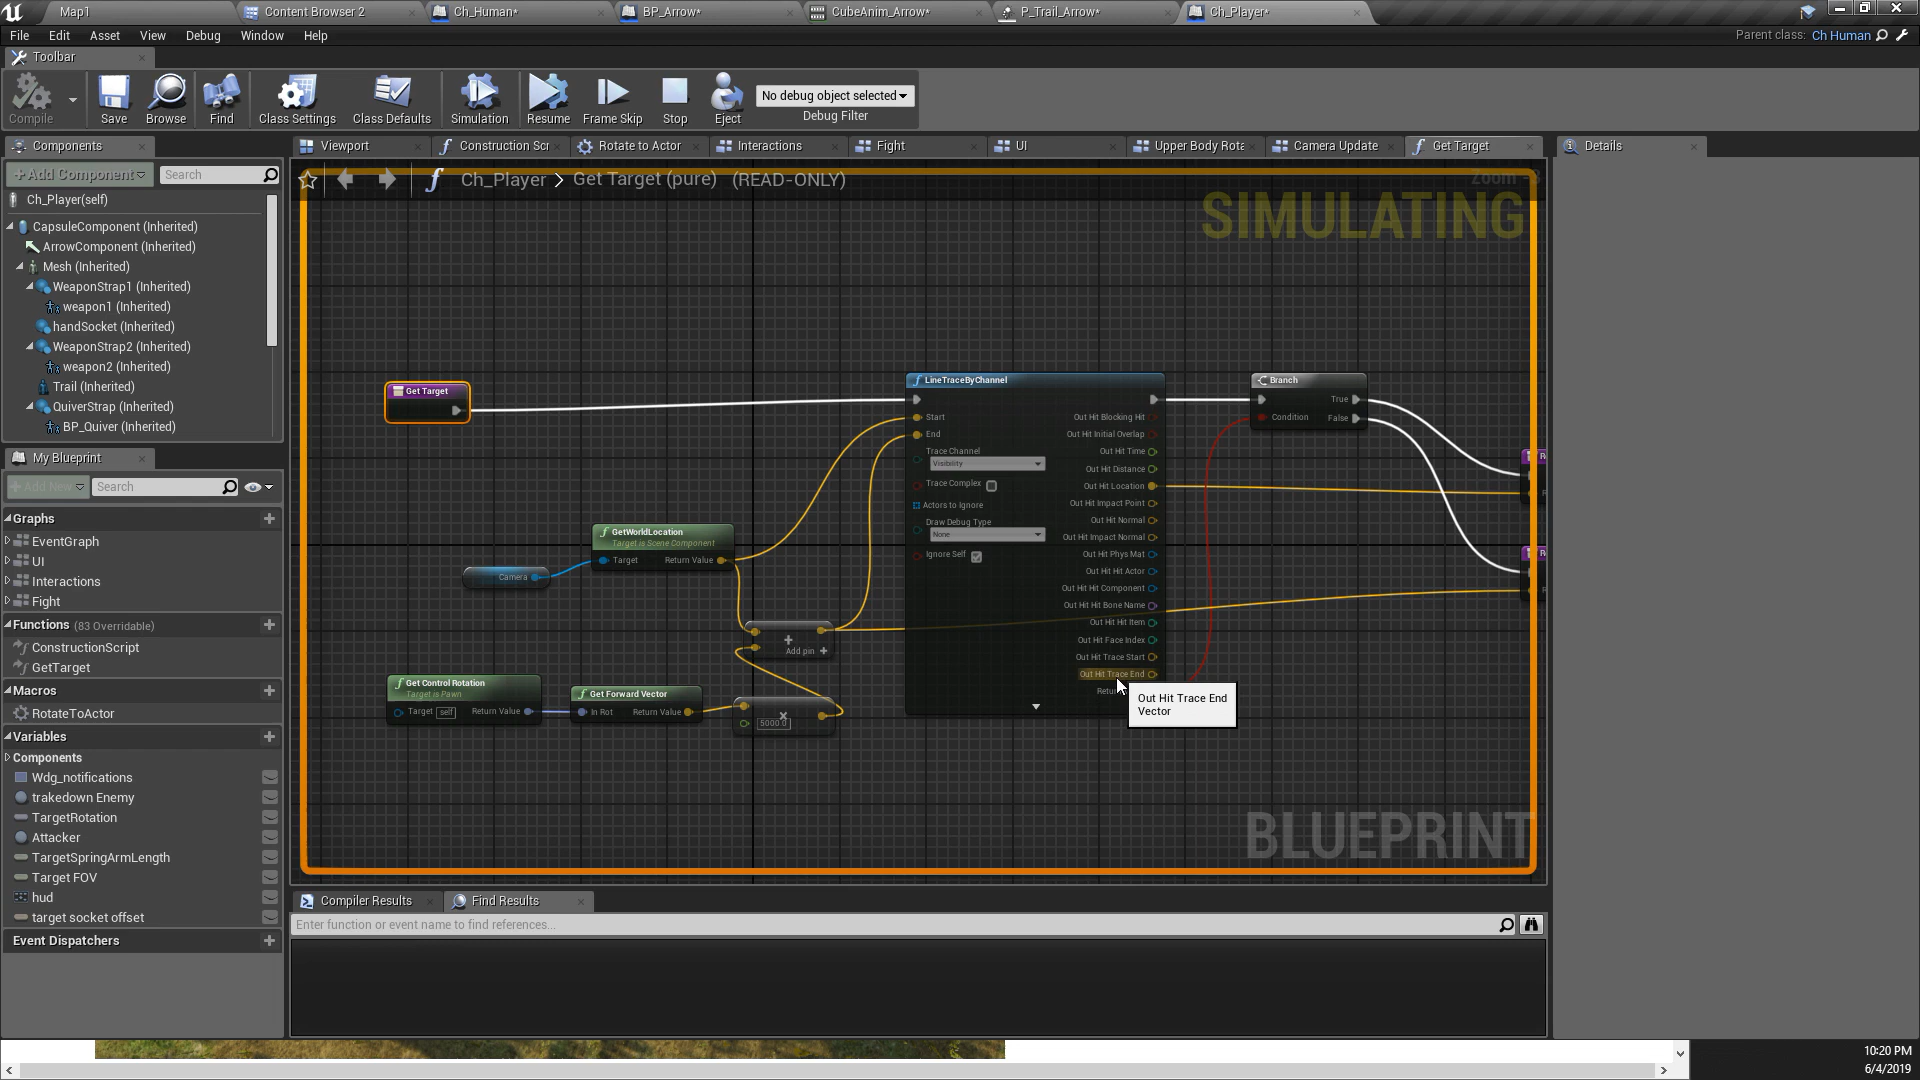 Map1
Content Browser 2
Ch_Human*
BP_Arrow*
CubeAnim_Arrow*
P_Trail_Arrow*
Ch_Player*
File Edit Asset View Debug Window Help
Parent class: Ch Human
Toolbar
Compile
Save
Browse
Find
Class Settings
Class Defaults
Simulation
Resume
Frame Skip
Stop
Eject
No debug object selected
Debug Filter
Components
+Add Component
Search
Ch_Player(self)
CapsuleComponent (Inherited)
ArrowComponent (Inherited)
Mesh (Inherited)
WeaponStrap1 (Inherited)
weapon1 (Inherited)
handSocket (Inherited)
WeaponStrap2 (Inherited)
weapon2 (Inherited)
Trail (Inherited)
QuiverStrap (Inherited)
BP_Quiver (Inherited)
My Blueprint
+Add New
Search
Graphs
EventGraph
UI
Interactions
Fight
Functions (83 Overridable)
ConstructionScript
GetTarget
Macros
RotateToActor
Variables
Components
Wdg_notifications
trakedown Enemy
TargetRotation
Attacker
TargetSpringArmLength
Target FOV
hud
target socket offset
Event Dispatchers
Viewport
Construction Scr
Rotate to Actor
Interactions
Fight
UI
Upper Body Rota
Camera Update
Get Target
Ch_Player > Get Target (pure) (READ-ONLY)
Zoom -3
SIMULATING
Get Target
LineTraceByChannel
Start
End
Trace Channel
Visibility
Trace Complex
Actors to Ignore
Draw Debug Type
None
Ignore Self
Out Hit Blocking Hit
Out Hit Initial Overlap
Out Hit Time
Out Hit Distance
Out Hit Location
Out Hit Impact Point
Out Hit Normal
Out Hit Impact Normal
Out Hit Phys Mat
Out Hit Hit Actor
Out Hit Hit Component
Out Hit Hit Bone Name
Out Hit Hit Item
Out Hit Face Index
Out Hit Trace Start
Out Hit Trace End
Out Hit Trace End
Vector
Branch
Condition
True
False
GetWorldLocation
Target is Scene Component
Target Return Value
Camera
Add pin +
Get Control Rotation
Target is Pawn
Target self Return Value
Get Forward Vector
In Rot Return Value
5000.0
BLUEPRINT
Compiler Results
Find Results
Enter function or event name to find references...
Details
10:20 PM
6/4/2019